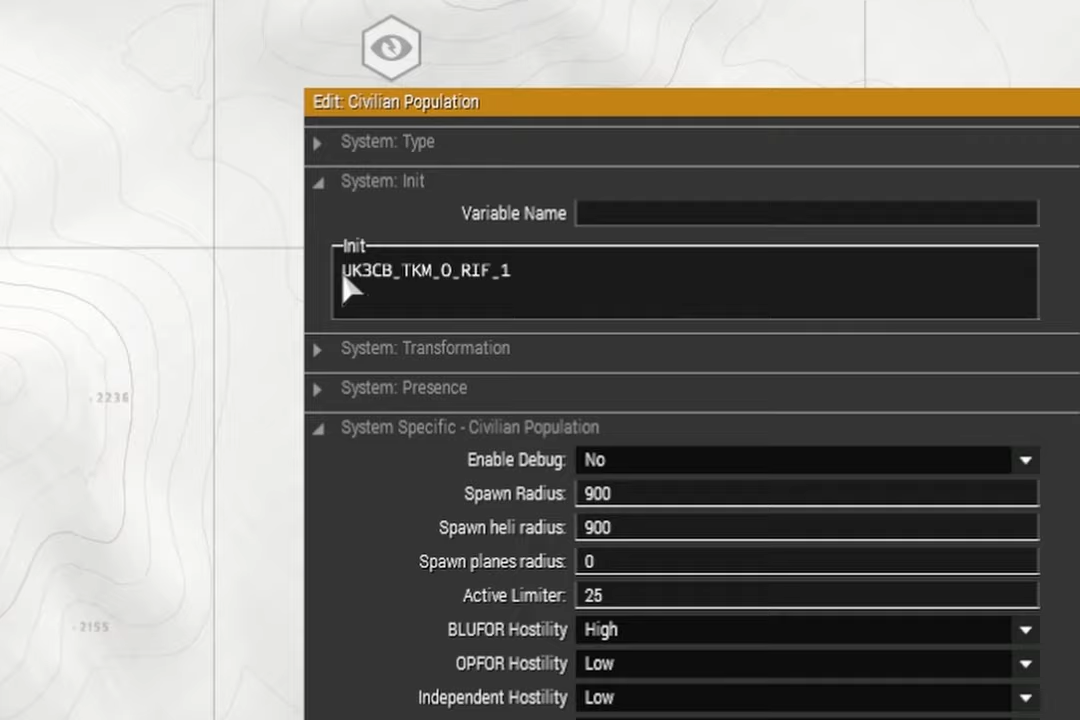 Edit: Civilian Population
System: Type
System: Init
Variable Name
Init
UK3CB_TKM_O_RIF_1
System: Transformation
System: Presence
2236
System Specific - Civilian Population
Enable Debug: No
Spawn Radius: 900
Spawn heli radius: 900
Spawn planes radius: 0
Active Limiter: 25
2155
BLUFOR Hostility High
OPFOR Hostility Low
Independent Hostility Low